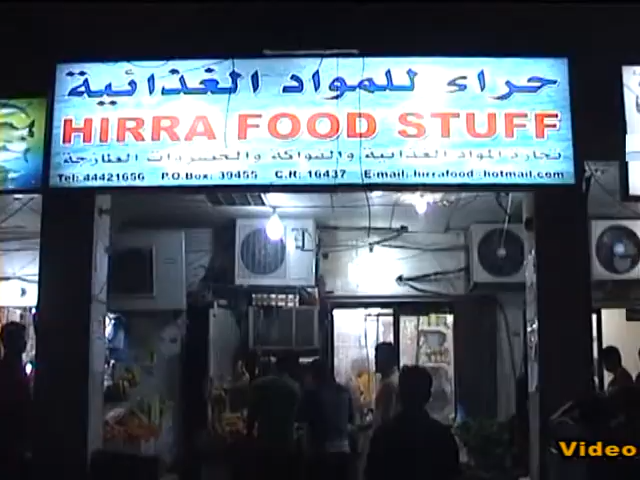 حراء للمواد الغذائية
HIRRA FOOD STUFF
تجارة المواد الغذائية والفواكة والخضروات الطازجة
Tel: 44421656 P.O.Box: 39455 C.R: 16437 E-mail: hirrafood hotmail.com
Video